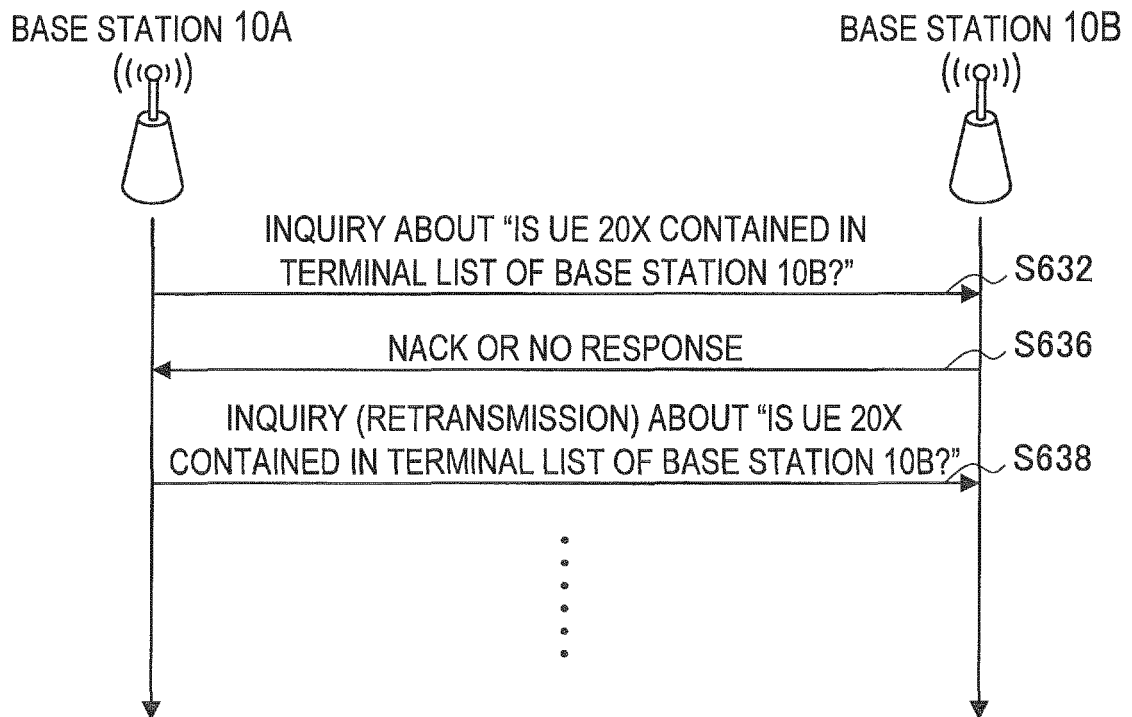 BASE STATION 10A
BASE STATION 10B
INQUIRY ABOUT “IS UE 20X CONTAINED IN
TERMINAL LIST OF BASE STATION 10B?”
S632
NACK OR NO RESPONSE
S636
INQUIRY (RETRANSMISSION) ABOUT “IS UE 20X
CONTAINED IN TERMINAL LIST OF BASE STATION 10B?”
S638